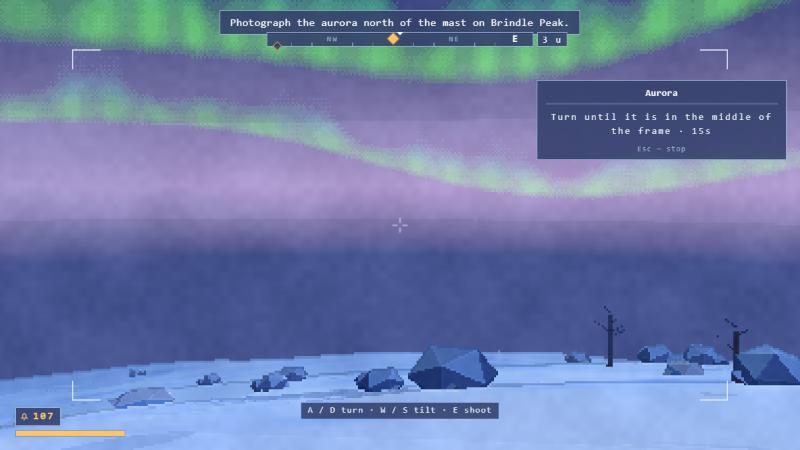 Photograph the aurora north of the mast on Brindle Peak.
NW NE E 3 u
Aurora
Turn until it is in the middle of
the frame · 15s
Esc — stop
107
A / D turn · W / S tilt · E shoot